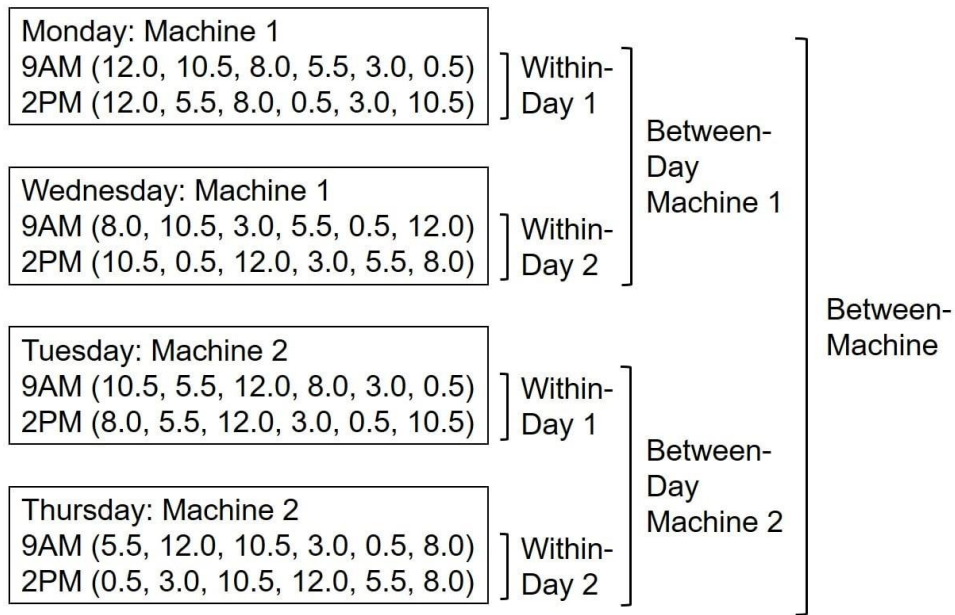 Monday: Machine 1
9AM (12.0, 10.5, 8.0, 5.5, 3.0, 0.5)
2PM (12.0, 5.5, 8.0, 0.5, 3.0, 10.5)
Within-
Day 1
Wednesday: Machine 1
9AM (8.0, 10.5, 3.0, 5.5, 0.5, 12.0)
2PM (10.5, 0.5, 12.0, 3.0, 5.5, 8.0)
Within-
Day 2
Between-
Day
Machine 1
Tuesday: Machine 2
9AM (10.5, 5.5, 12.0, 8.0, 3.0, 0.5)
2PM (8.0, 5.5, 12.0, 3.0, 0.5, 10.5)
Within-
Day 1
Thursday: Machine 2
9AM (5.5, 12.0, 10.5, 3.0, 0.5, 8.0)
2PM (0.5, 3.0, 10.5, 12.0, 5.5, 8.0)
Within-
Day 2
Between-
Day
Machine 2
Between-
Machine